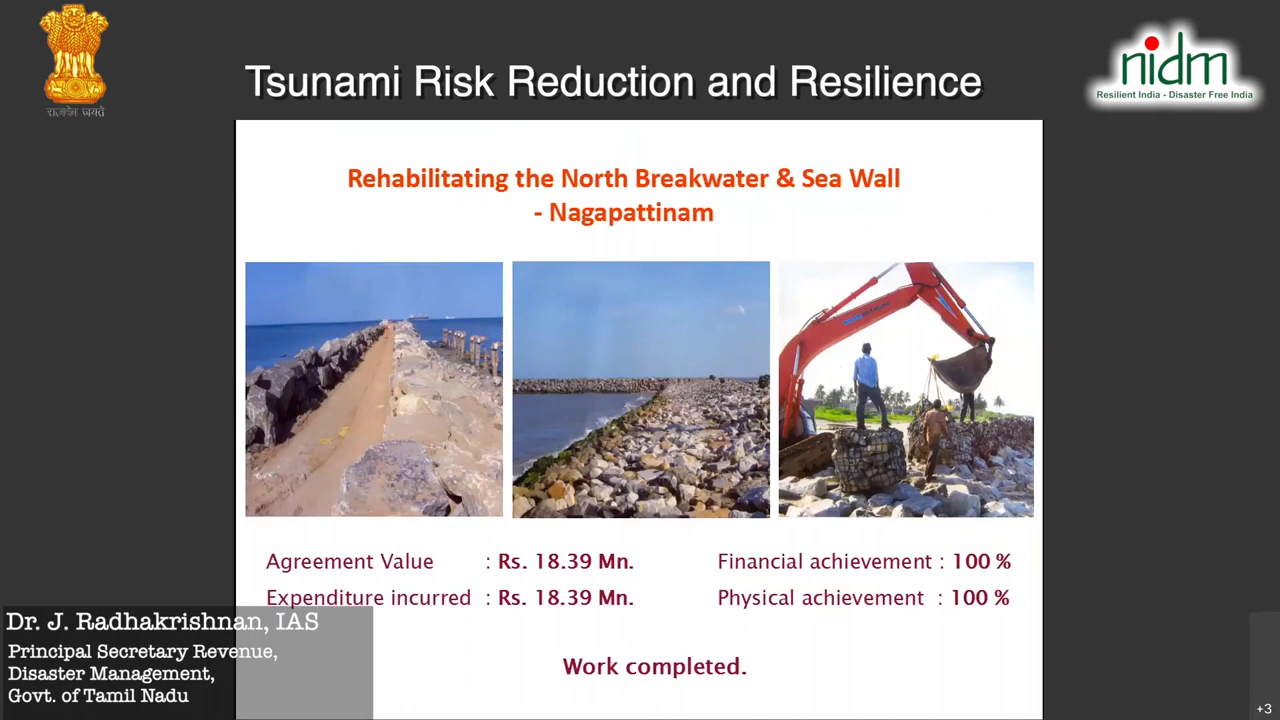 सत्यमेव जयते
Tsunami Risk Reduction and Resilience
nidm
Resilient India - Disaster Free India
Rehabilitating the North Breakwater & Sea Wall
- Nagapattinam
Agreement Value : Rs. 18.39 Mn.
Financial achievement : 100 %
Expenditure incurred : Rs. 18.39 Mn.
Physical achievement : 100 %
Work completed.
Dr. J. Radhakrishnan, IAS
Principal Secretary Revenue,
Disaster Management,
Govt. of Tamil Nadu
+3